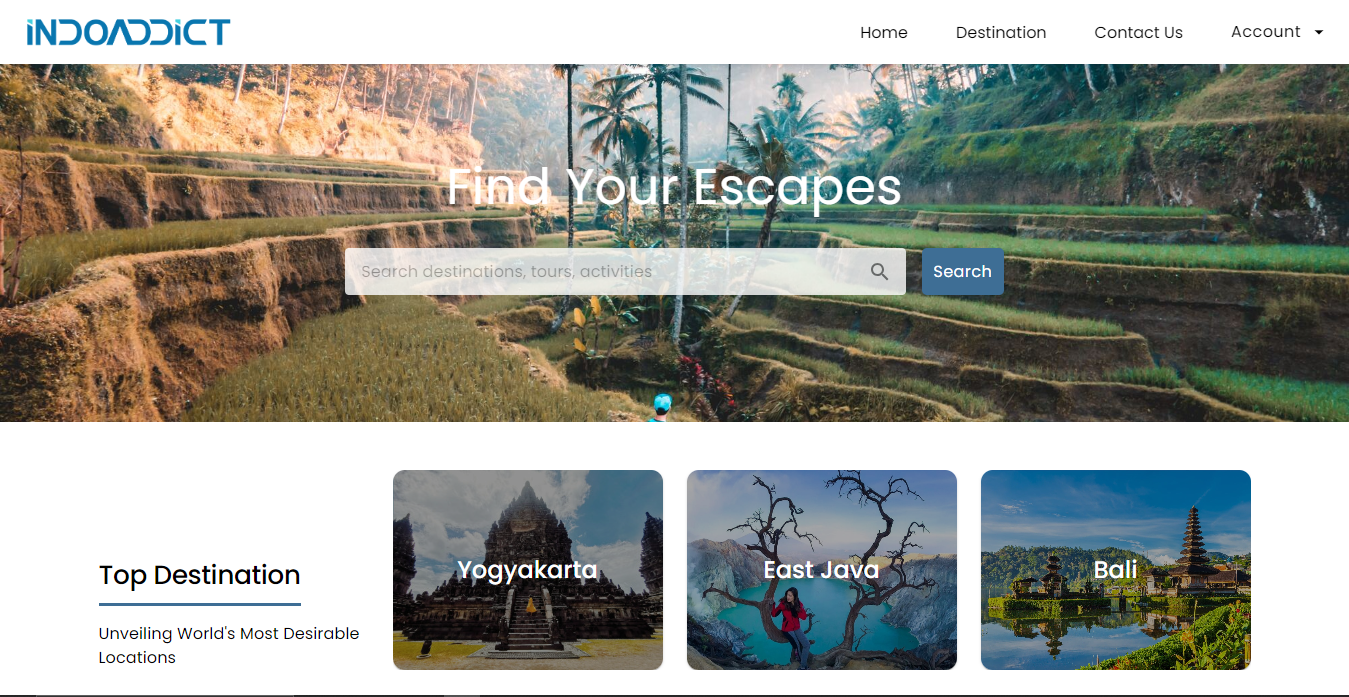 INDOADDICT
Home Destination Contact Us Account
Find Your Escapes
Search destinations, tours, activities Search
Top Destination
Unveiling World's Most Desirable
Locations
Yogyakarta
East Java
Bali